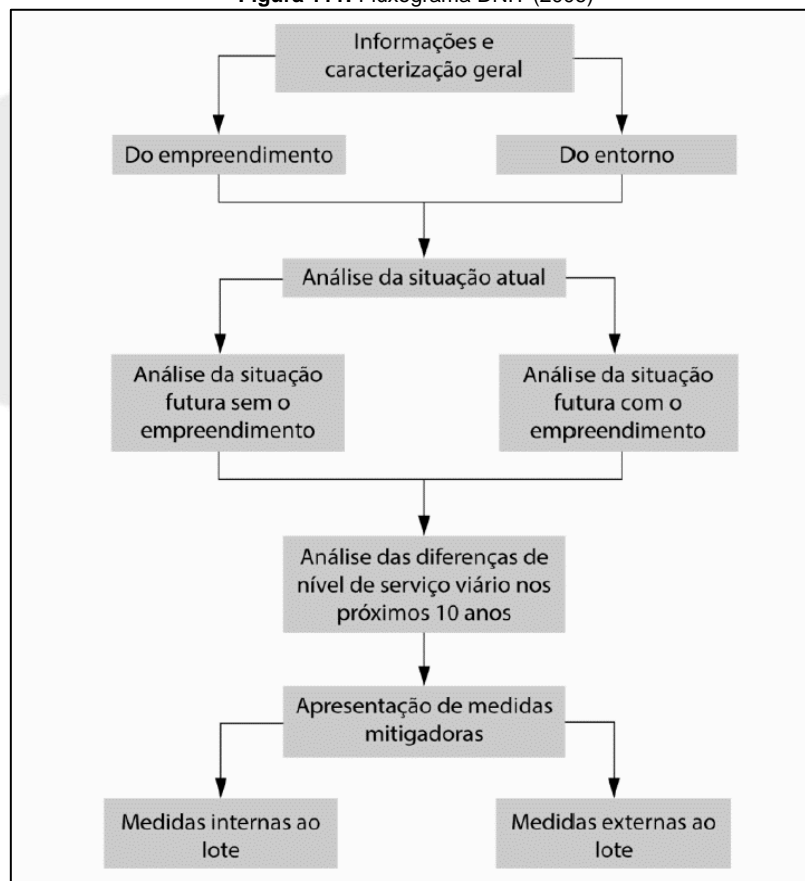 Informações e
caracterização geral
Do empreendimento
Do entorno
Análise da situação atual
Análise da situação
futura sem o
empreendimento
Análise da situação
futura com o
empreendimento
Análise das diferenças de
nível de serviço viário nos
próximos 10 anos
Apresentação de medidas
mitigadoras
Medidas internas ao
lote
Medidas externas ao
lote